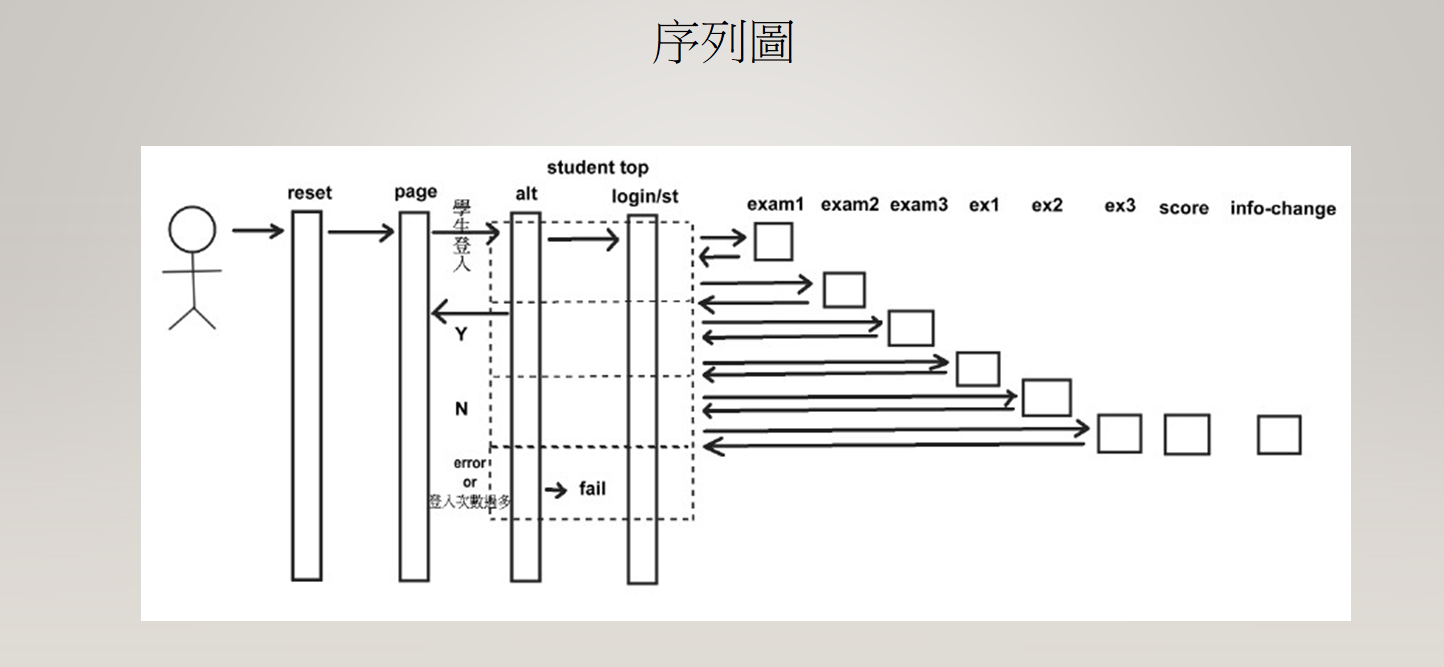 序列圖
student top
reset
page
alt
login/st
exam1
exam2
exam3
ex1
ex2
ex3
score
info-change
學生登入
Y
N
error
or
登入次數過多
fail